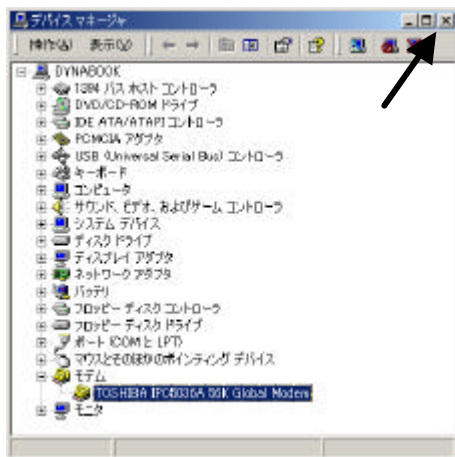 デバイス マネージャ
操作(A) 表示(V)
DYNABOOK
1394 バス ホスト コントローラ
DVD/CD-ROM ドライブ
IDE ATA/ATAPI コントローラ
PCMCIA アダプタ
USB (Universal Serial Bus) コントローラ
キーボード
コンピュータ
サウンド、ビデオ、およびゲーム コントローラ
システム デバイス
ディスク ドライブ
ディスプレイ アダプタ
ネットワーク アダプタ
バッテリ
フロッピー ディスク コントローラ
フロッピー ディスク ドライブ
ポート (COM と LPT)
マウスとそのほかのポインティング デバイス
モデム
TOSHIBA IPC5036A 56K Global Modem
モニタ